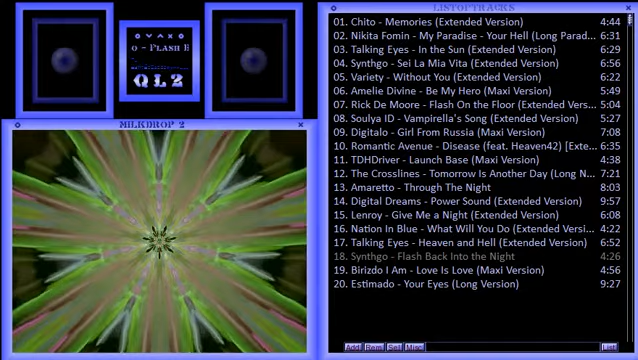 LISTOFTRACKS
O - FLASH B
QL2
MILKDROP 2
01. Chito - Memories (Extended Version) 4:44
02. Nikita Fomin - My Paradise - Your Hell (Long Parad... 6:31
03. Talking Eyes - In the Sun (Extended Version) 6:29
04. Synthgo - Sei La Mia Vita (Extended Version) 6:56
05. Variety - Without You (Extended Version) 6:22
06. Amelie Divine - Be My Hero (Maxi Version) 5:49
07. Rick De Moore - Flash On the Floor (Extended Vers... 5:04
08. Soulya ID - Vampirella's Song (Extended Version) 5:27
09. Digitalo - Girl From Russia (Maxi Version) 7:08
10. Romantic Avenue - Disease (feat. Heaven42) [Exte... 6:35
11. TDHDriver - Launch Base (Maxi Version) 4:38
12. The Crosslines - Tomorrow Is Another Day (Long N... 7:21
13. Amaretto - Through The Night 8:03
14. Digital Dreams - Power Sound (Extended Version) 9:57
15. Lenroy - Give Me a Night (Extended Version) 6:08
16. Nation In Blue - What Will You Do (Extended Versi... 4:22
17. Talking Eyes - Heaven and Hell (Extended Version) 6:52
18. Synthgo - Flash Back Into the Night 4:26
19. Birizdo I Am - Love Is Love (Maxi Version) 4:56
20. Estimado - Your Eyes (Long Version) 9:27
Add Rem Sel Misc List